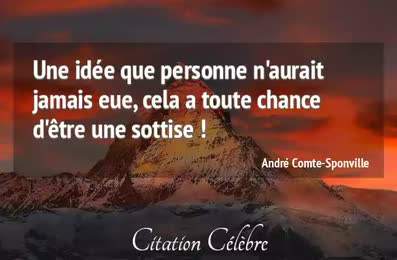 Une idée que personne n'aurait
jamais eue, cela a toute chance
d'être une sottise !
André Comte-Sponville
Citation Célèbre